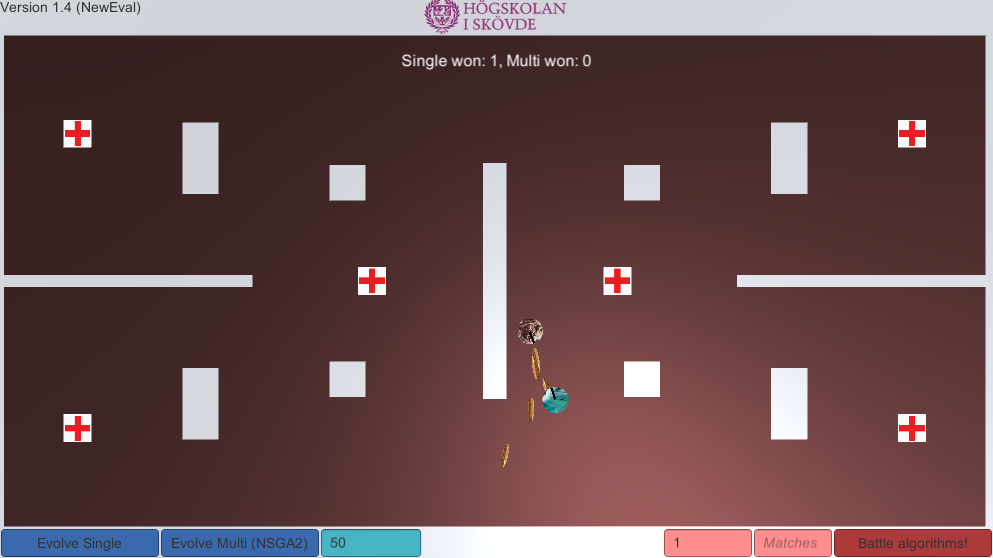 Version 1.4 (NewEval)
HÖGSKOLAN
I SKÖVDE
Single won: 1, Multi won: 0
Evolve Single
Evolve Multi (NSGA2)
50
1
Matches
Battle algorithms!